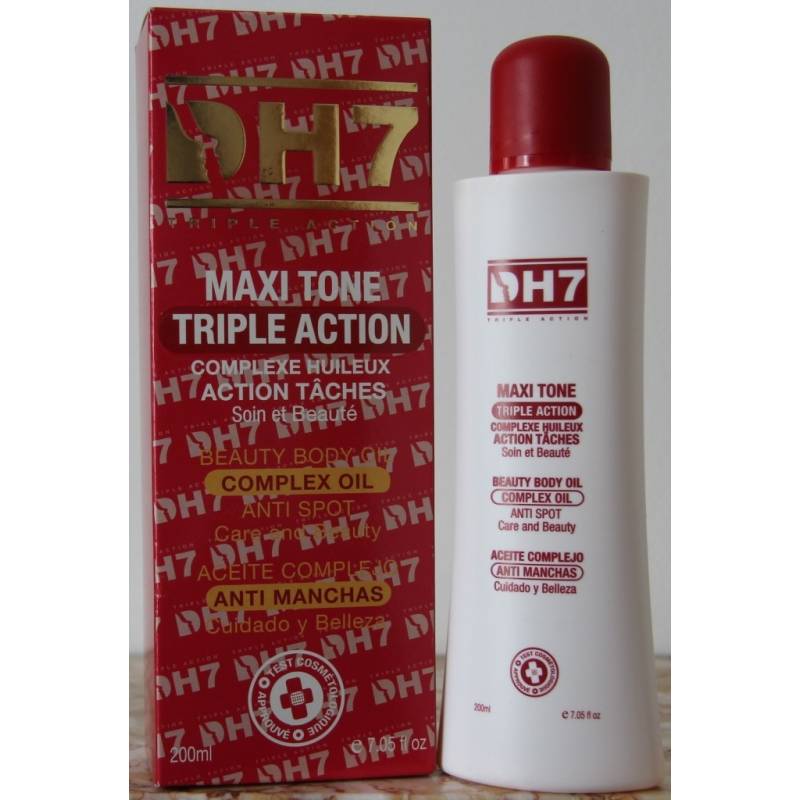 DH7
TRIPLE ACTION
MAXI TONE
TRIPLE ACTION
COMPLEXE HUILEUX
ACTION TÂCHES
Soin et Beauté
BEAUTY BODY OIL
COMPLEX OIL
ANTI SPOT
Care and Beauty
ACEITE COMPLEJO
ANTI MANCHAS
Cuidado y Belleza
TEST COSMÉTOLOGIQUE
APPROUVÉ
200ml
e 7.05 fl oz
DH7
TRIPLE ACTION
MAXI TONE
TRIPLE ACTION
COMPLEXE HUILEUX
ACTION TÂCHES
Soin et Beauté
BEAUTY BODY OIL
COMPLEX OIL
ANTI SPOT
Care and Beauty
ACEITE COMPLEJO
ANTI MANCHAS
Cuidado y Belleza
TEST COSMÉTOLOGIQUE
APPROUVÉ
200ml
e 7.05 fl oz